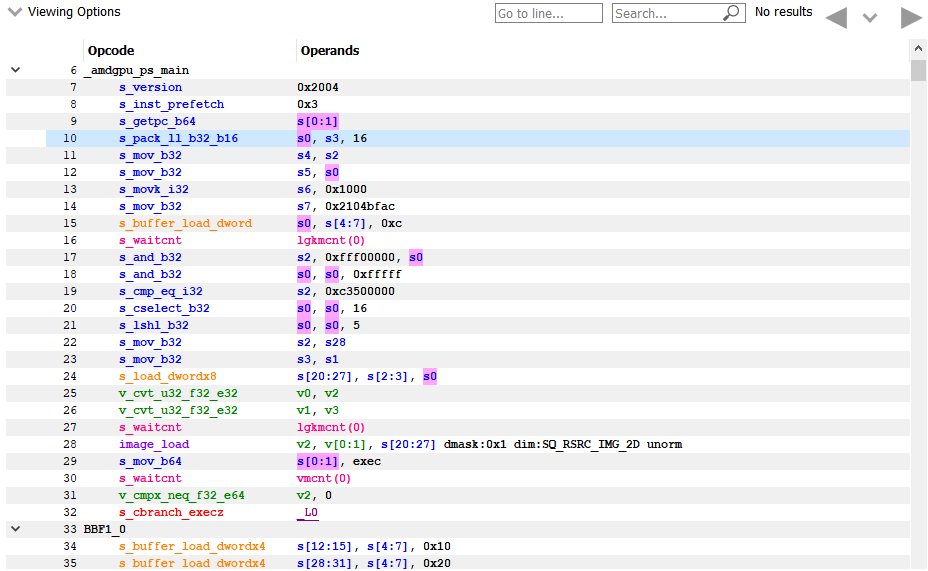 Viewing Options Go to line... Search... No results
Opcode Operands
6 _amdgpu_ps_main
7 s_version 0x2004
8 s_inst_prefetch 0x3
9 s_getpc_b64 s[0:1]
10 s_pack_ll_b32_b16 s0, s3, 16
11 s_mov_b32 s4, s2
12 s_mov_b32 s5, s0
13 s_movk_i32 s6, 0x1000
14 s_mov_b32 s7, 0x2104bfac
15 s_buffer_load_dword s0, s[4:7], 0xc
16 s_waitcnt lgkmcnt(0)
17 s_and_b32 s2, 0xfff00000, s0
18 s_and_b32 s0, s0, 0xfffff
19 s_cmp_eq_i32 s2, 0xc3500000
20 s_cselect_b32 s0, s0, 16
21 s_lshl_b32 s0, s0, 5
22 s_mov_b32 s2, s28
23 s_mov_b32 s3, s1
24 s_load_dwordx8 s[20:27], s[2:3], s0
25 v_cvt_u32_f32_e32 v0, v2
26 v_cvt_u32_f32_e32 v1, v3
27 s_waitcnt lgkmcnt(0)
28 image_load v2, v[0:1], s[20:27] dmask:0x1 dim:SQ_RSRC_IMG_2D unorm
29 s_mov_b64 s[0:1], exec
30 s_waitcnt vmcnt(0)
31 v_cmpx_neq_f32_e64 v2, 0
32 s_cbranch_execz _L0
33 BBF1_0
34 s_buffer_load_dwordx4 s[12:15], s[4:7], 0x10
35 s_buffer_load_dwordx4 s[28:31], s[4:7], 0x20